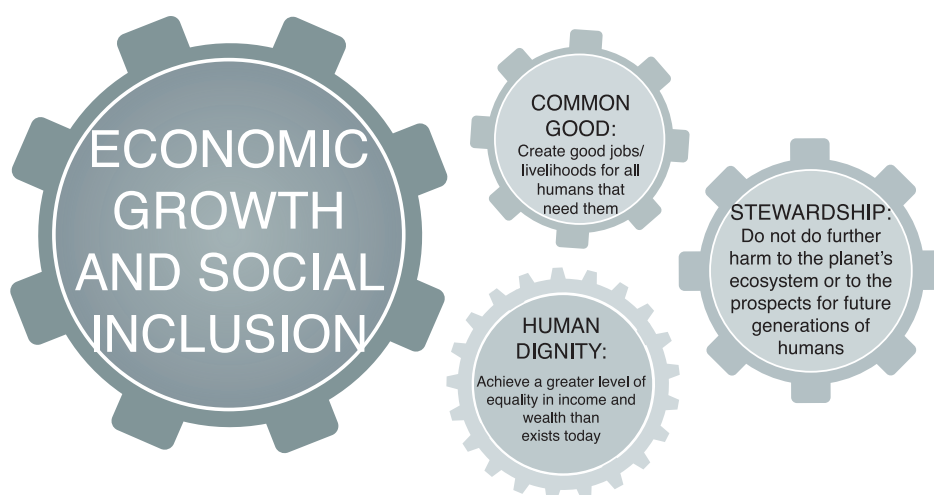 ECONOMIC
GROWTH
AND SOCIAL
INCLUSION
COMMON
GOOD:
Create good jobs/
livelihoods for all
humans that
need them
HUMAN
DIGNITY:
Achieve a greater level of
equality in income and
wealth than
exists today
STEWARDSHIP:
Do not do further
harm to the planet’s
ecosystem or to the
prospects for future
generations of
humans